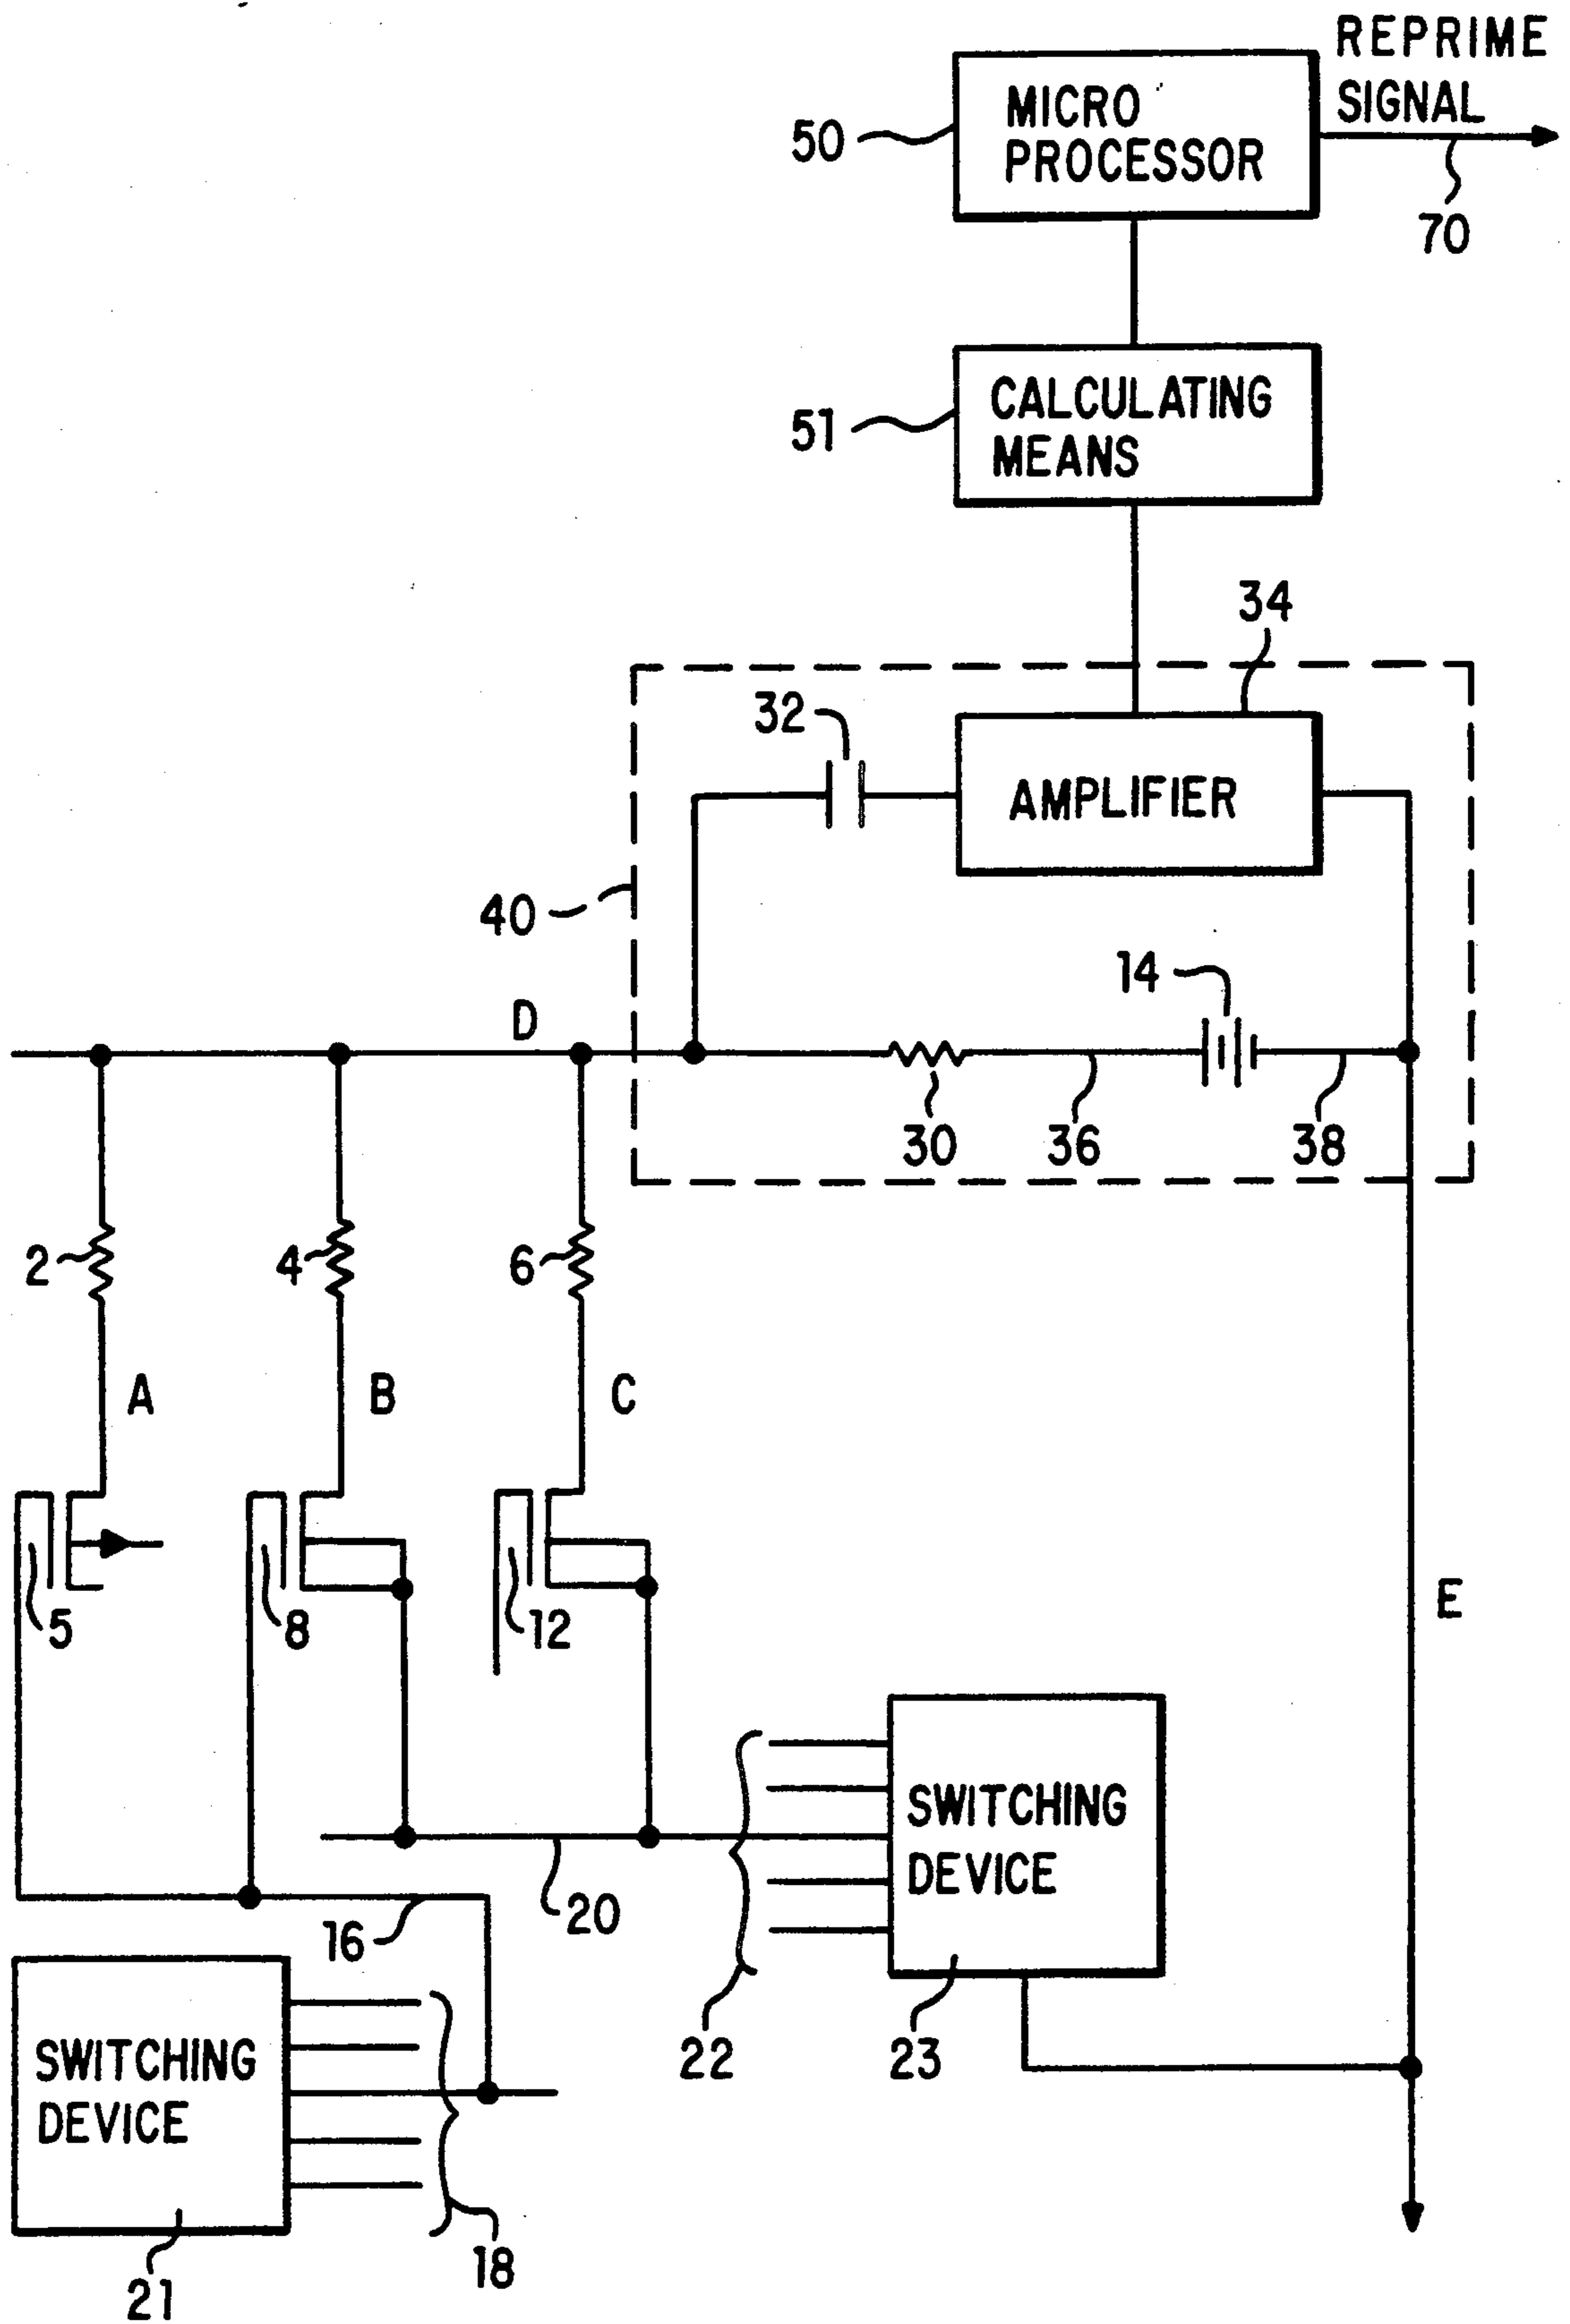 REPRIME
SIGNAL
MICRO
PROCESSOR
50
70
CALCULATING
MEANS
51
34
32
AMPLIFIER
40
14
D
30
36
38
2
4
6
A
B
C
5
8
12
E
SWITCHING
DEVICE
20
16
22
23
SWITCHING
DEVICE
18
21